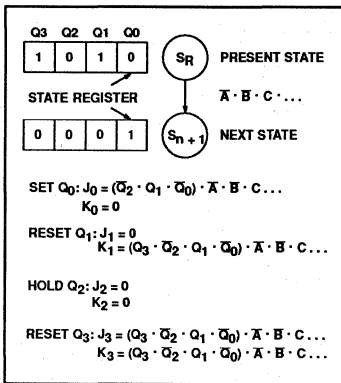 Q3 Q2 Q1 Q0
1 0 1 0
S_R
PRESENT STATE
STATE REGISTER
A̅ · B̅ · C · ...
0 0 0 1
S_n + 1
NEXT STATE
SET Q₀: J₀ = (Q̅₂ · Q₁ · Q̅₀) · A̅ · B̅ · C ...
K₀ = 0
RESET Q₁: J₁ = 0
K₁ = (Q₃ · Q̅₂ · Q₁ · Q̅₀) · A̅ · B̅ · C ...
HOLD Q₂: J₂ = 0
K₂ = 0
RESET Q₃: J₃ = (Q₃ · Q̅₂ · Q₁ · Q̅₀) · A̅ · B̅ · C ...
K₃ = (Q₃ · Q̅₂ · Q₁ · Q̅₀) · A̅ · B̅ · C ...